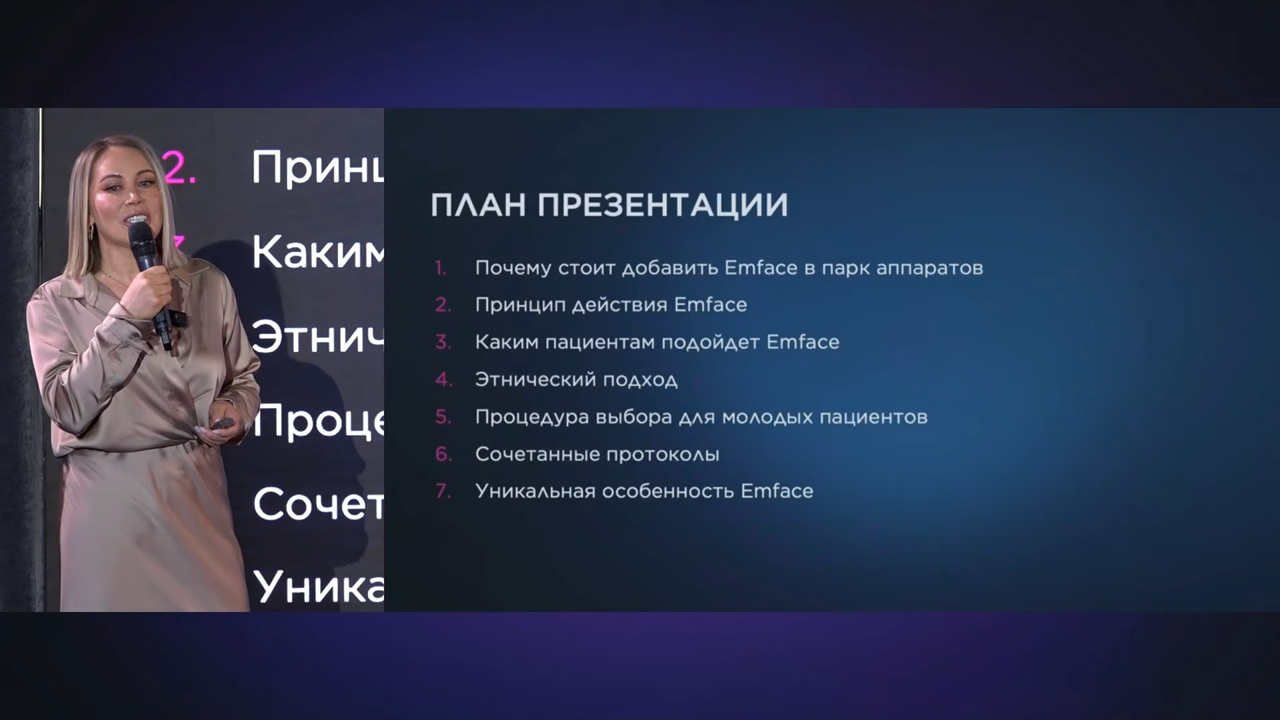 2. Принц
Каким
Этнич
Проце
Сочет
Уника
ПЛАН ПРЕЗЕНТАЦИИ
1. Почему стоит добавить Emface в парк аппаратов
2. Принцип действия Emface
3. Каким пациентам подойдет Emface
4. Этнический подход
5. Процедура выбора для молодых пациентов
6. Сочетанные протоколы
7. Уникальная особенность Emface